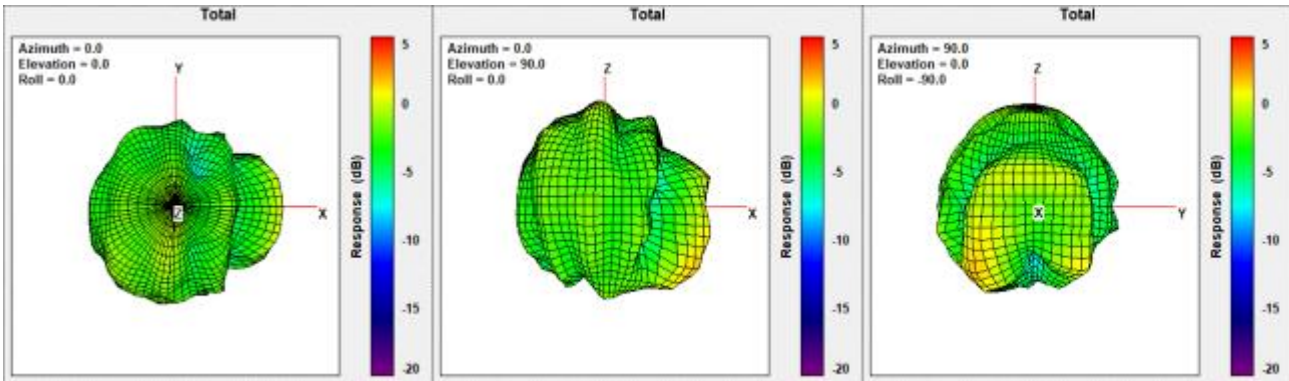 Total
Azimuth = 0.0
Elevation = 0.0
Roll = 0.0
Y
Z
X
5
0
-5
-10
-15
-20
Response (dB)
Total
Azimuth = 0.0
Elevation = 90.0
Roll = 0.0
Z
X
5
0
-5
-10
-15
-20
Response (dB)
Total
Azimuth = 90.0
Elevation = 0.0
Roll = -90.0
Z
X
Y
5
0
-5
-10
-15
-20
Response (dB)